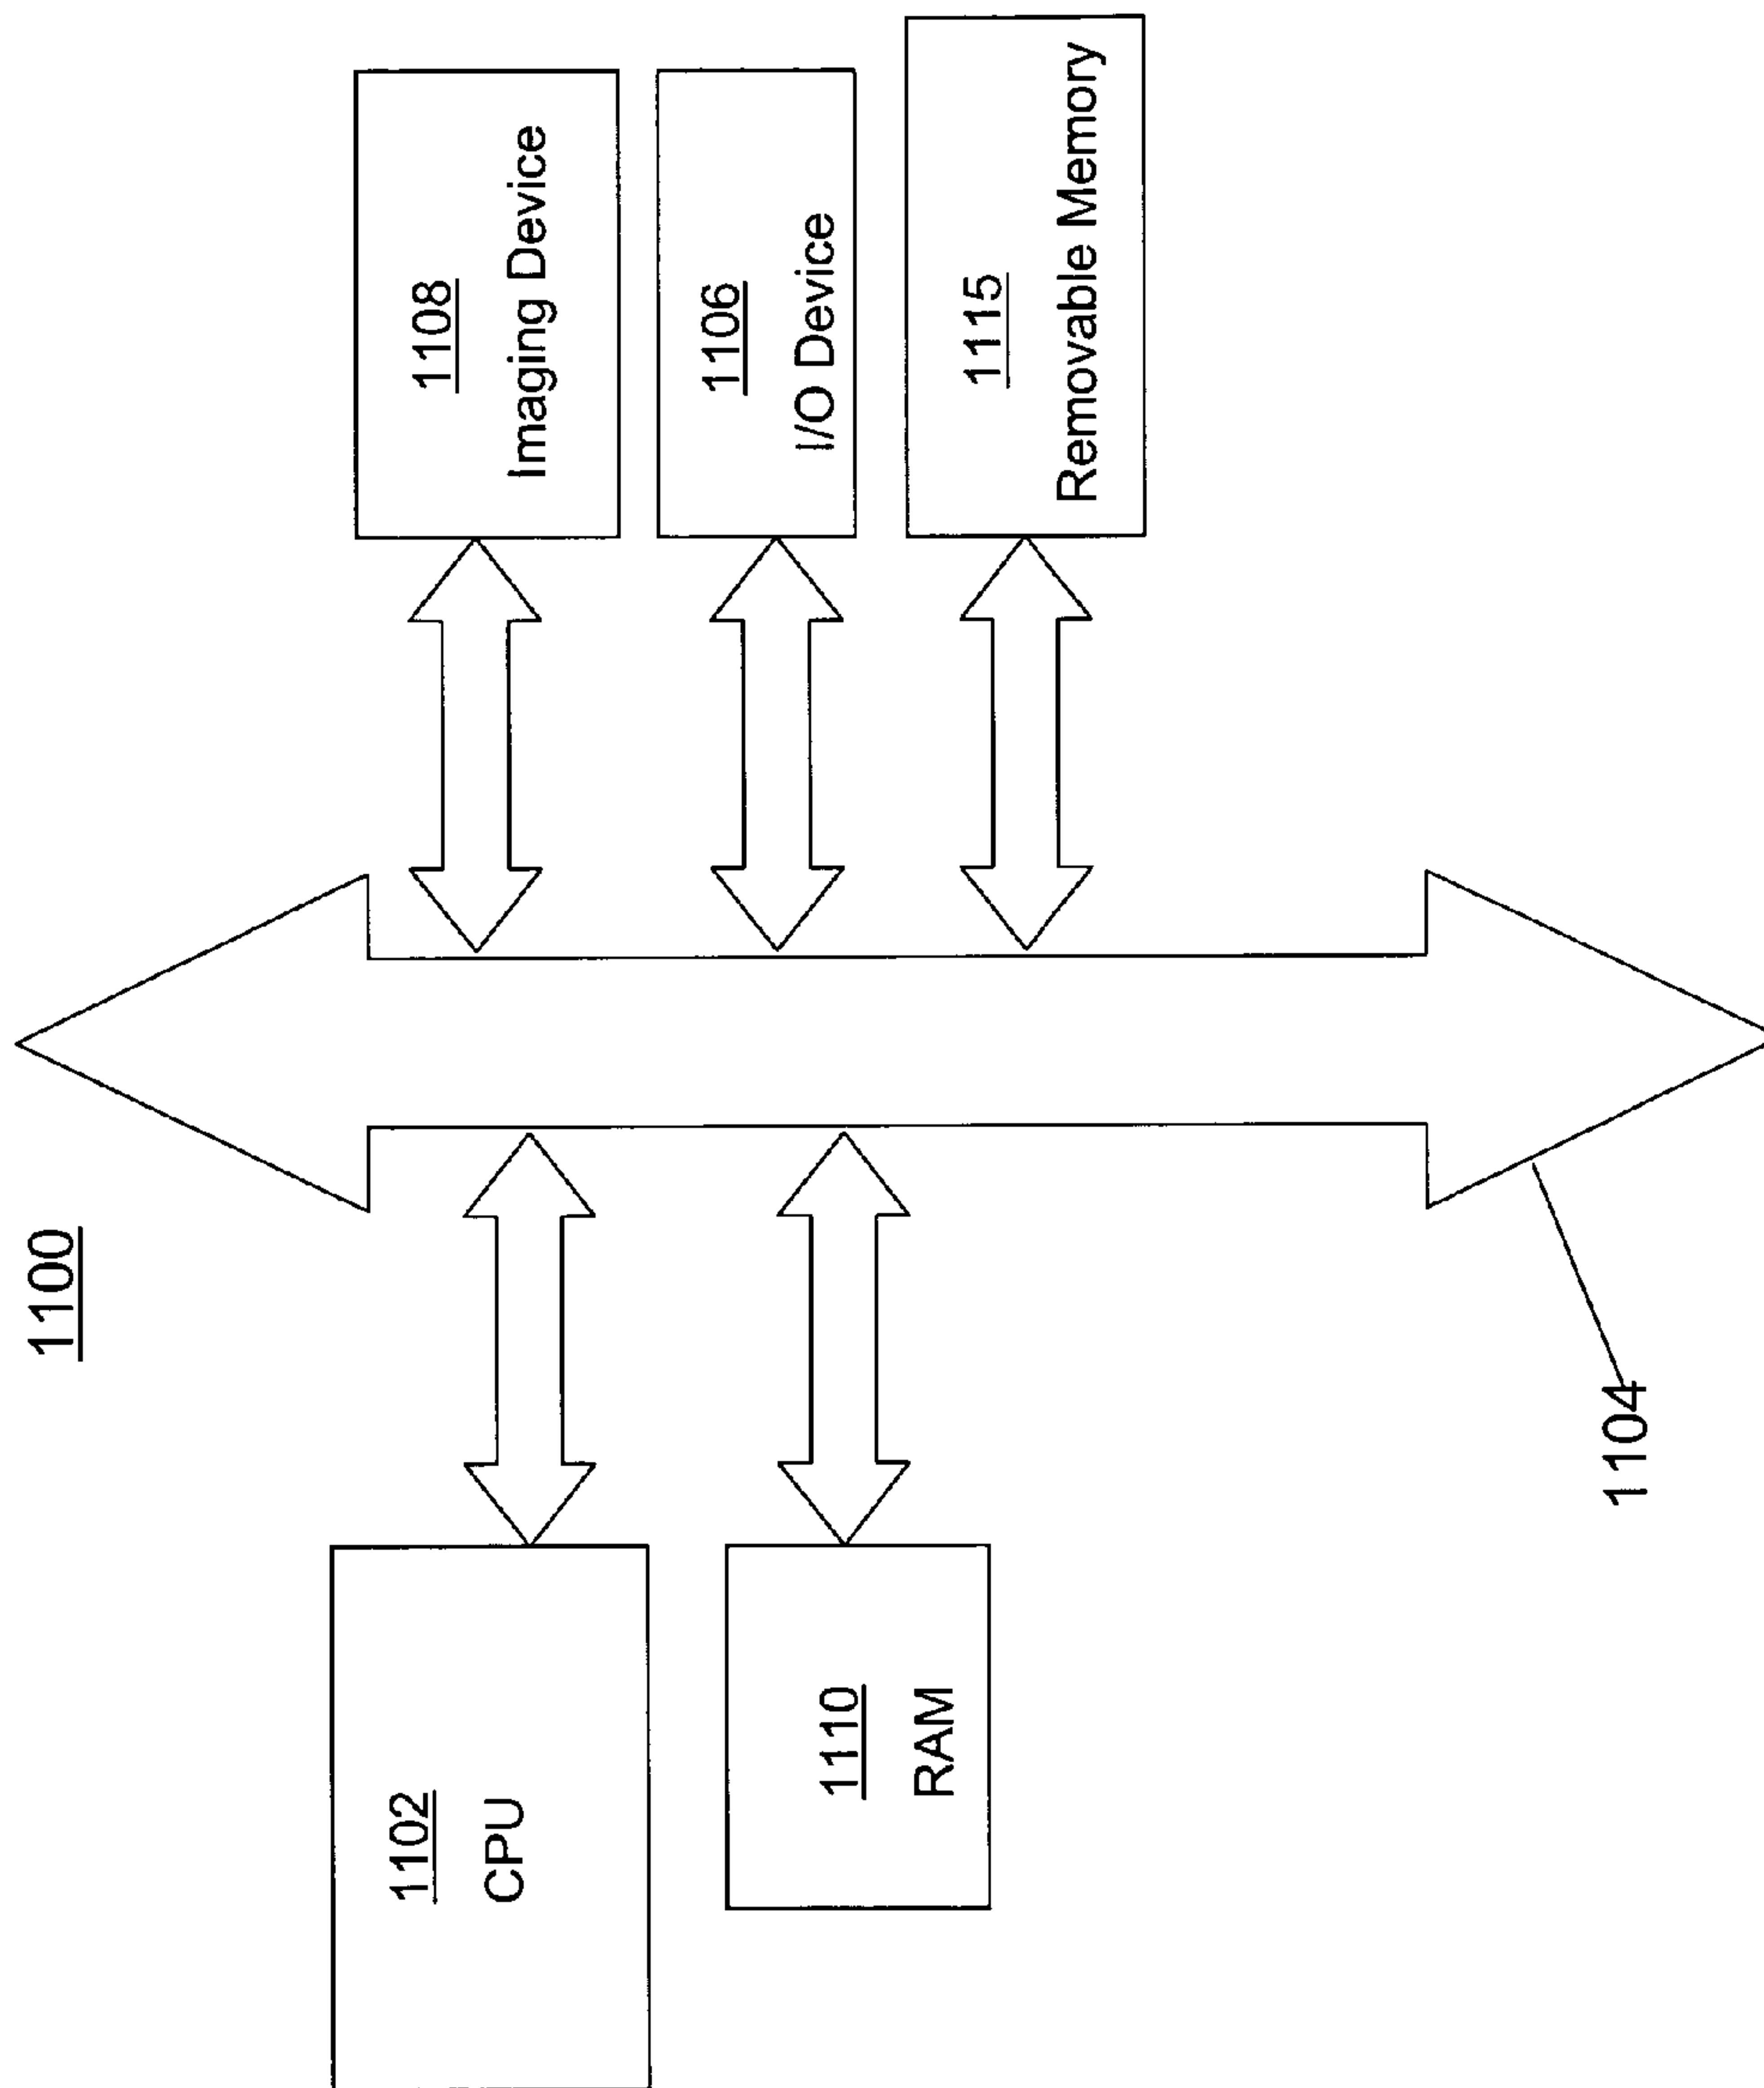 1100
1102
CPU
1110
RAM
1104
1108
Imaging Device
1106
I/O Device
1115
Removable Memory